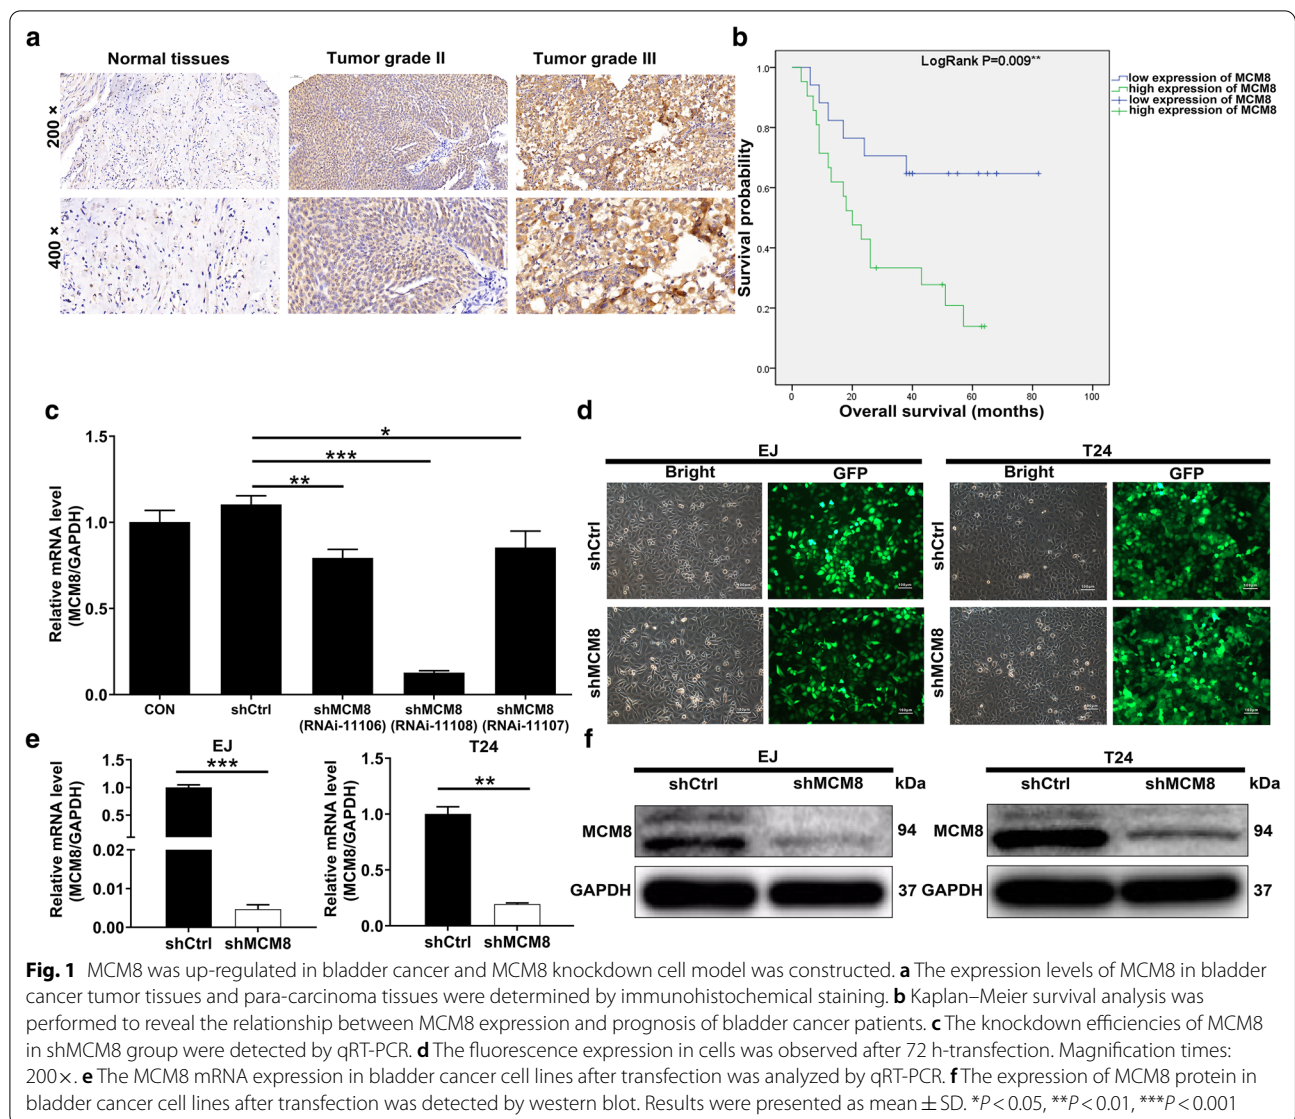 a
Normal tissues
Tumor grade II
Tumor grade III
200 ×
400 ×
b
LogRank P=0.009**
low expression of MCM8
high expression of MCM8
low expression of MCM8
high expression of MCM8
Survival probability
1.0
0.8
0.6
0.4
0.2
0.0
0 20 40 60 80 100
Overall survival (months)
c
Relative mRNA level
(MCM8/GAPDH)
1.5
1.0
0.5
0.0
*
***
**
CON
shCtrl
shMCM8
(RNAi-11106)
shMCM8
(RNAi-11108)
shMCM8
(RNAi-11107)
d
EJ
T24
Bright
GFP
Bright
GFP
shCtrl
shMCM8
100μm
100μm
100μm
100μm
100μm
100μm
100μm
100μm
e
EJ
Relative mRNA level
(MCM8/GAPDH)
1.5
1.0
0.5
0.02
0.01
0.00
***
shCtrl shMCM8
T24
Relative mRNA level
(MCM8/GAPDH)
1.5
1.0
0.5
0.0
**
shCtrl shMCM8
f
EJ
T24
shCtrl shMCM8 kDa
shCtrl shMCM8 kDa
MCM8 94
MCM8 94
GAPDH 37
GAPDH 37
Fig. 1 MCM8 was up-regulated in bladder cancer and MCM8 knockdown cell model was constructed. a The expression levels of MCM8 in bladder
cancer tumor tissues and para-carcinoma tissues were determined by immunohistochemical staining. b Kaplan–Meier survival analysis was
performed to reveal the relationship between MCM8 expression and prognosis of bladder cancer patients. c The knockdown efficiencies of MCM8
in shMCM8 group were detected by qRT-PCR. d The fluorescence expression in cells was observed after 72 h-transfection. Magnification times:
200×. e The MCM8 mRNA expression in bladder cancer cell lines after transfection was analyzed by qRT-PCR. f The expression of MCM8 protein in
bladder cancer cell lines after transfection was detected by western blot. Results were presented as mean ± SD. *P < 0.05, **P < 0.01, ***P < 0.001